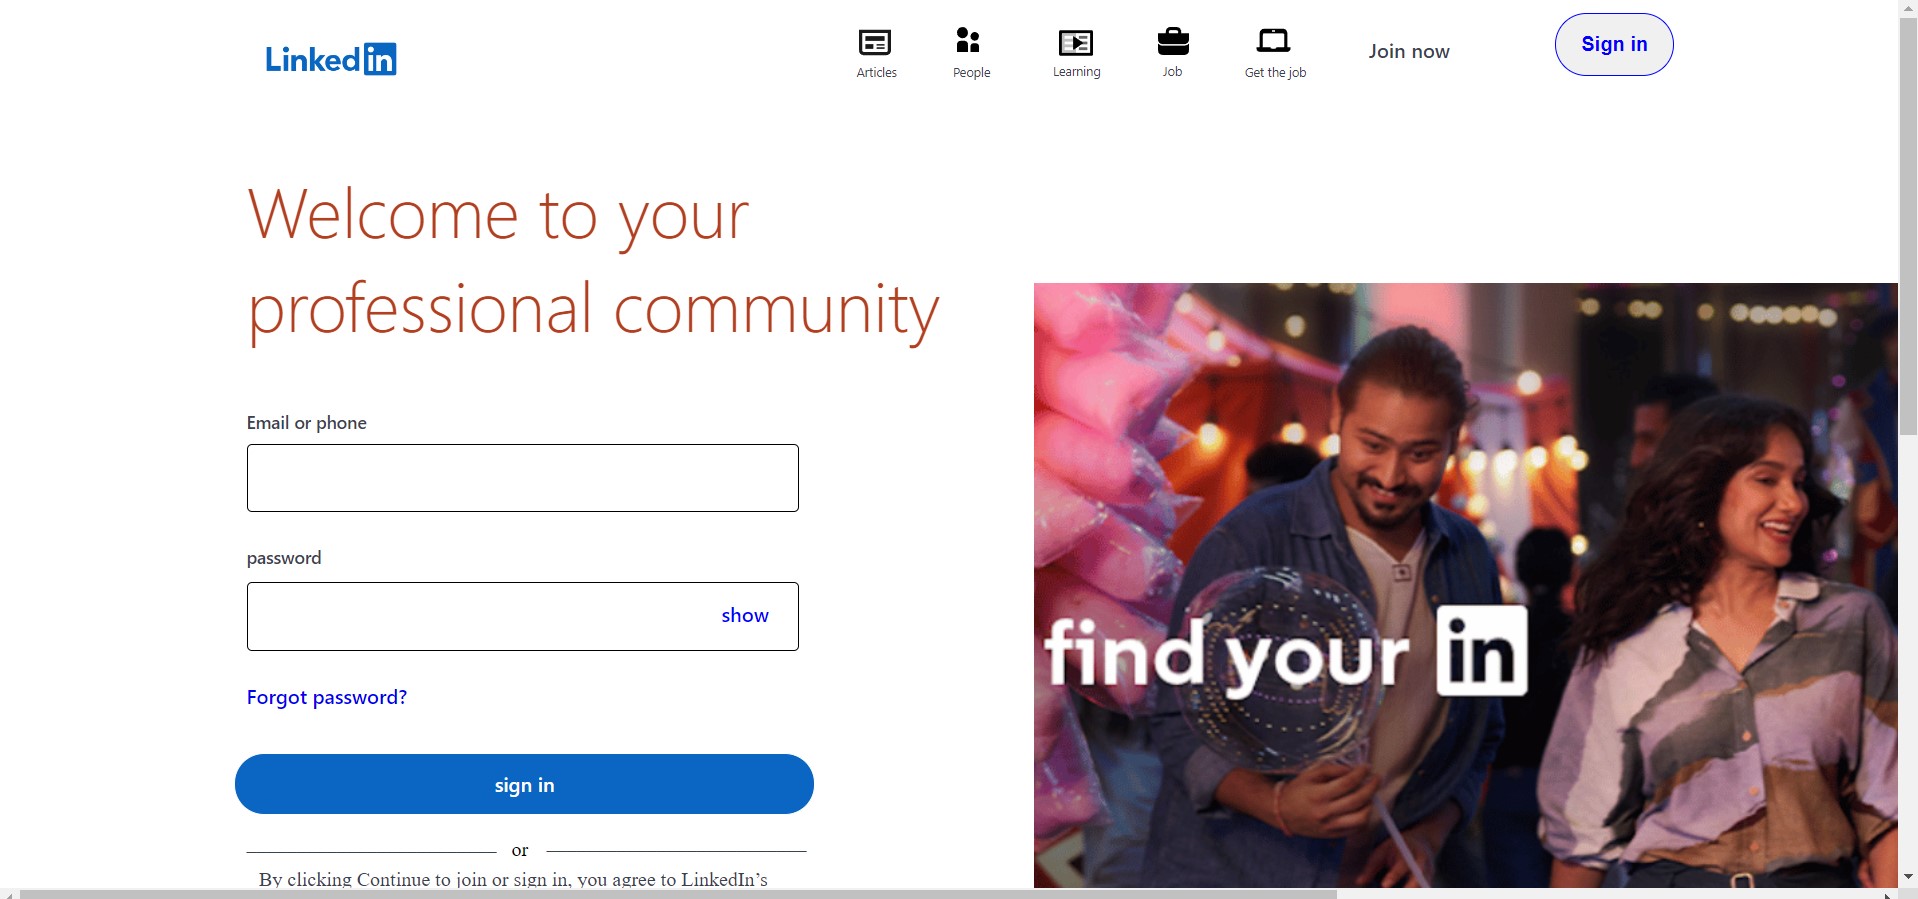 Linked in
Articles
People
Learning
Job
Get the job
Join now
Sign in
Welcome to your
professional community
Email or phone
password
show
Forgot password?
sign in
or
By clicking Continue to join or sign in, you agree to LinkedIn’s
find your in